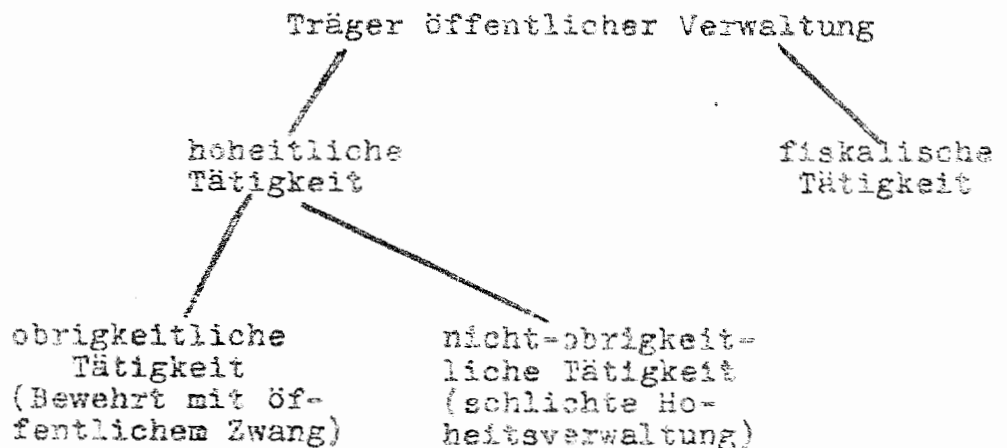 Träger öffentlicher Verwaltung
hoheitliche
Tätigkeit
fiskalische
Tätigkeit
obrigkeitliche
Tätigkeit
(Bewehrt mit öf-
fentlichem Zwang)
nicht-obrigkeit-
liche Tätigkeit
(schlichte Ho-
heitsverwaltung)